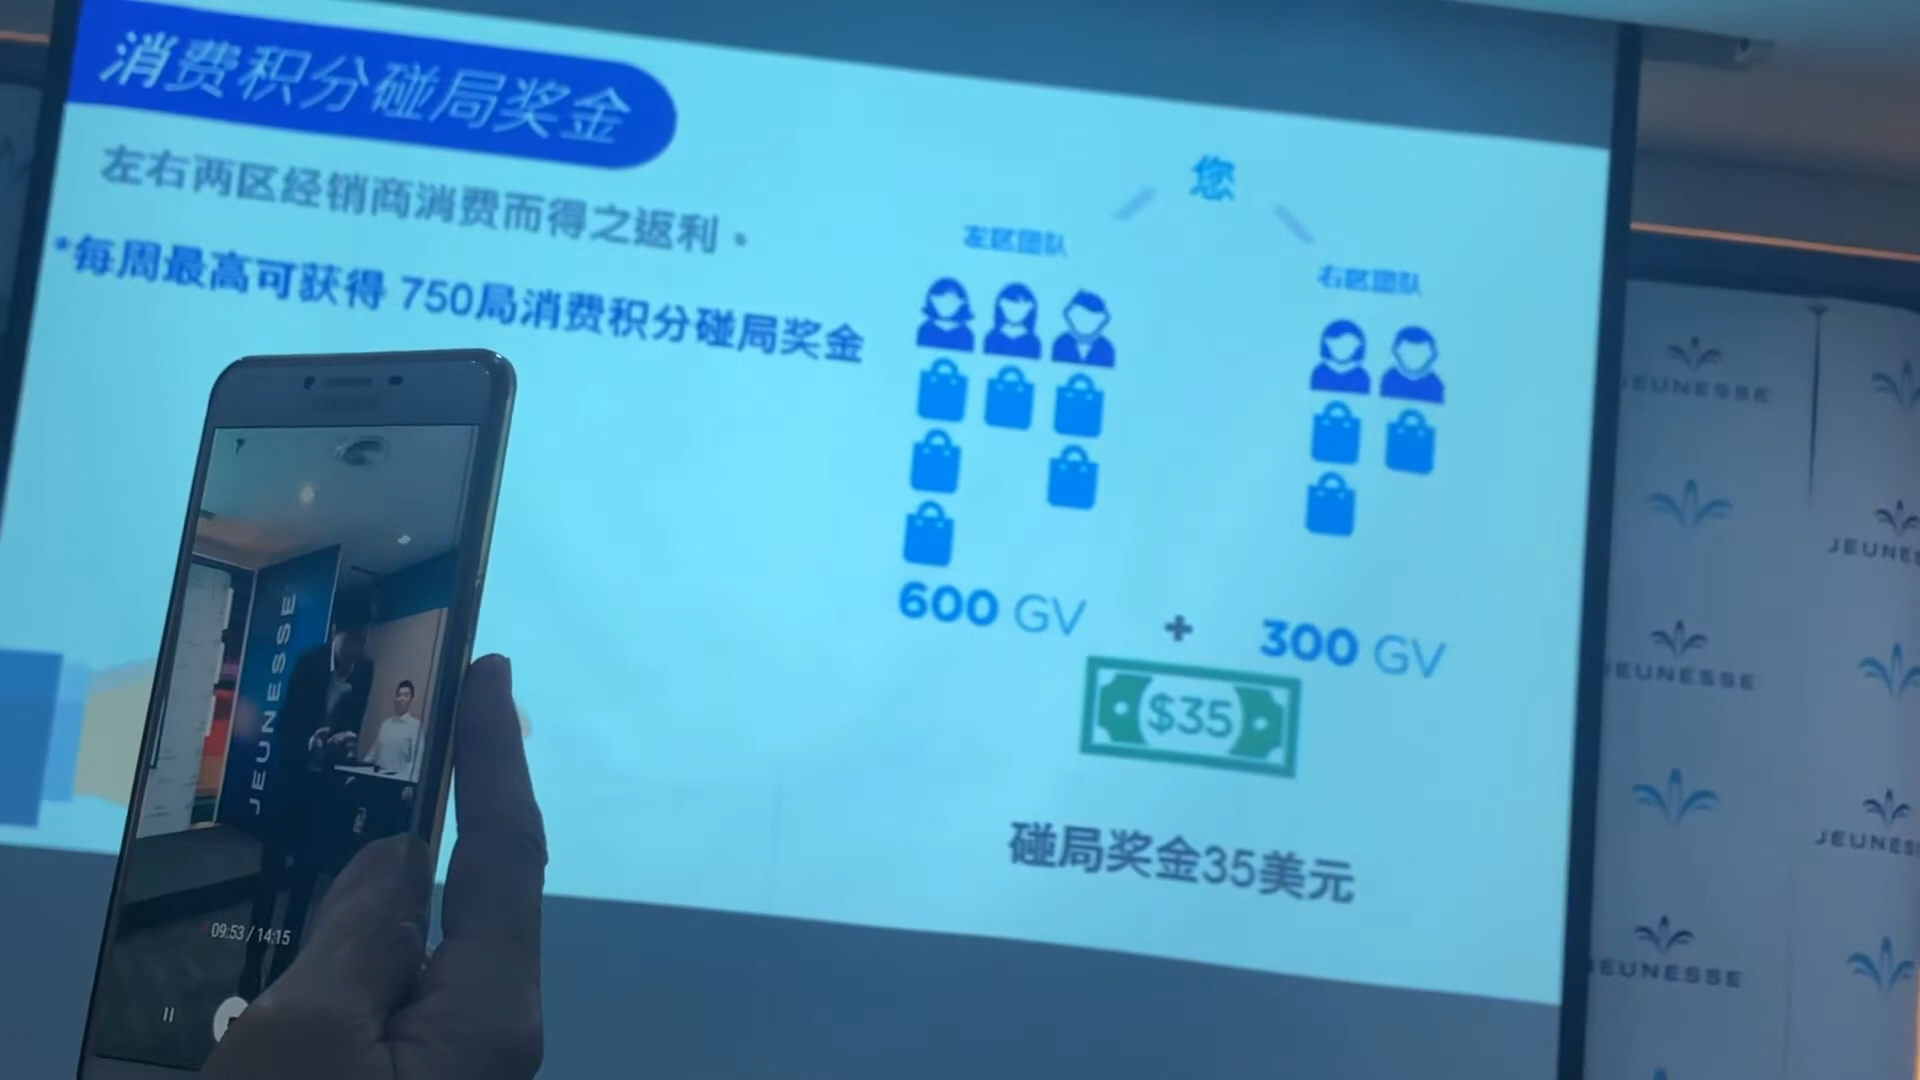 消费积分碰局奖金
左右两区经销商消费而得之返利。
*每周最高可获得 750局消费积分碰局奖金
您
左区团队
右区团队
600 GV
+
300 GV
$35
碰局奖金35美元
JEUNESSE
09:53 / 14:15
JEUNESSE
JEUNES
JEUNESSE
JEUNES
JEUNESSE